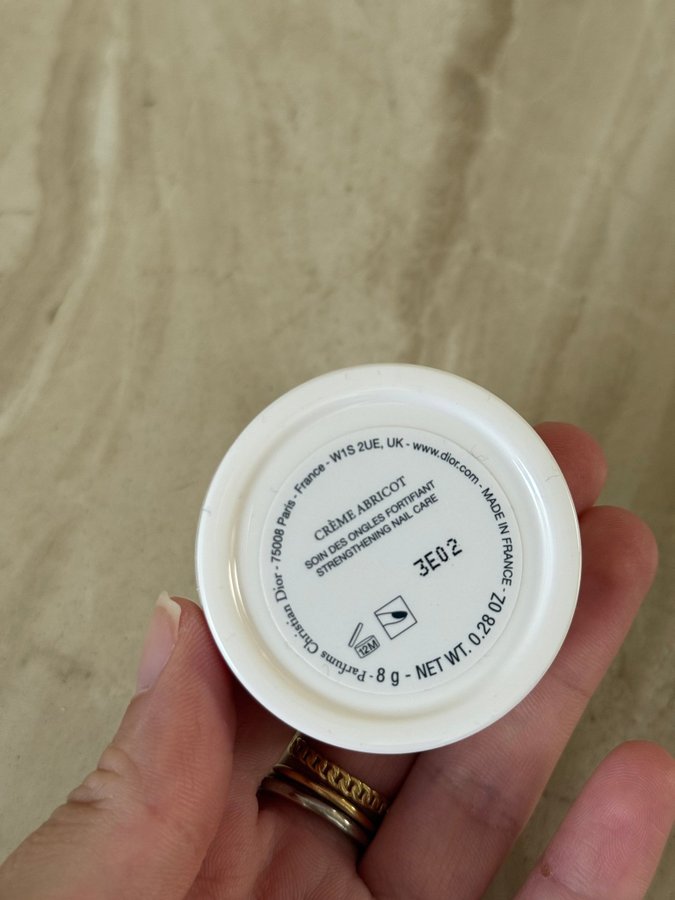 CRÈME ABRICOT
SOIN DES ONGLES FORTIFIANT
STRENGTHENING NAIL CARE
3E02
12M
Parfums Christian Dior - 75008 Paris - France - W1S 2UE, UK - www.dior.com - MADE IN FRANCE - 8 g - NET WT. 0.28 OZ -